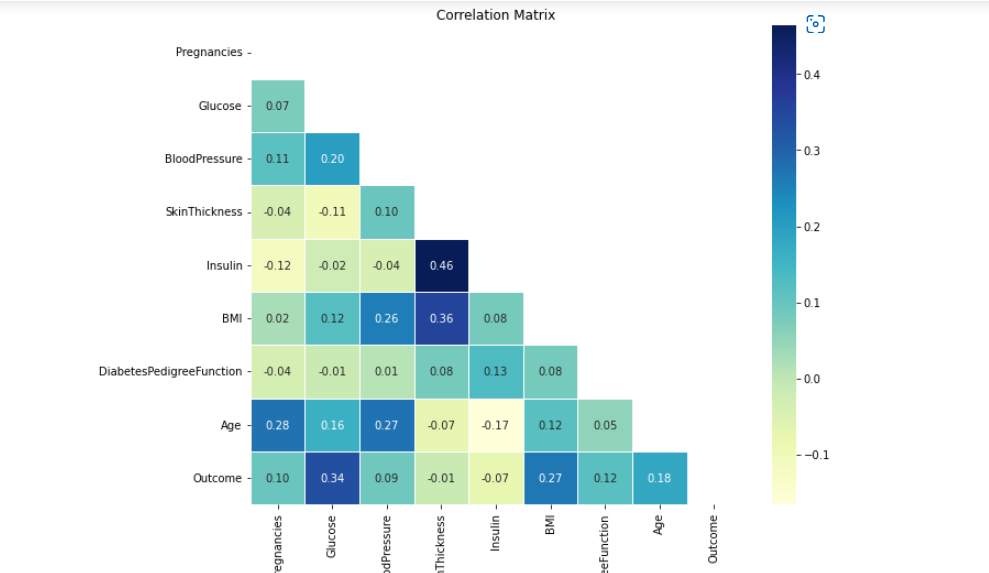 Correlation Matrix
Pregnancies
Glucose 0.07
BloodPressure 0.11 0.20
SkinThickness -0.04 -0.11 0.10
Insulin -0.12 -0.02 -0.04 0.46
BMI 0.02 0.12 0.26 0.36 0.08
DiabetesPedigreeFunction -0.04 -0.01 0.01 0.08 0.13 0.08
Age 0.28 0.16 0.27 -0.07 -0.17 0.12 0.05
Outcome 0.10 0.34 0.09 -0.01 -0.07 0.27 0.12 0.18
egnancies
Glucose
odPressure
Thickness
Insulin
BMI
eeFunction
Age
Outcome
0.4
0.3
0.2
0.1
0.0
−0.1